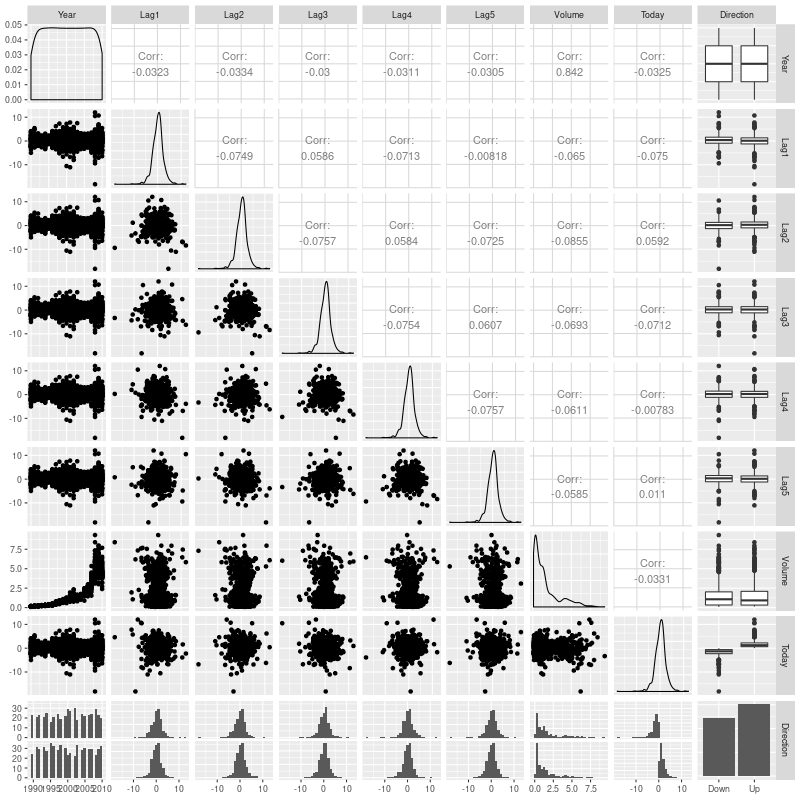 Year Lag1 Lag2 Lag3 Lag4 Lag5 Volume Today Direction
0.05
0.04
0.03
0.02
0.01
0.00
Corr:
-0.0323
Corr:
-0.0334
Corr:
-0.03
Corr:
-0.0311
Corr:
-0.0305
Corr:
0.842
Corr:
-0.0325
Year
10
0
-10
Corr:
-0.0749
Corr:
0.0586
Corr:
-0.0713
Corr:
-0.00818
Corr:
-0.065
Corr:
-0.075
Lag1
10
0
-10
Corr:
-0.0757
Corr:
0.0584
Corr:
-0.0725
Corr:
-0.0855
Corr:
0.0592
Lag2
10
0
-10
Corr:
-0.0754
Corr:
0.0607
Corr:
-0.0693
Corr:
-0.0712
Lag3
10
0
-10
Corr:
-0.0757
Corr:
-0.0611
Corr:
-0.00783
Lag4
10
0
-10
Corr:
-0.0585
Corr:
0.011
Lag5
7.5
5.0
2.5
0.0
Corr:
-0.0331
Volume
10
0
-10
Today
30
20
10
0
30
20
10
0
Direction
1990 1995 2000 2005 2010 -10 0 10 -10 0 10 -10 0 10 -10 0 10 -10 0 10 0.0 2.5 5.0 7.5 -10 0 10 Down Up